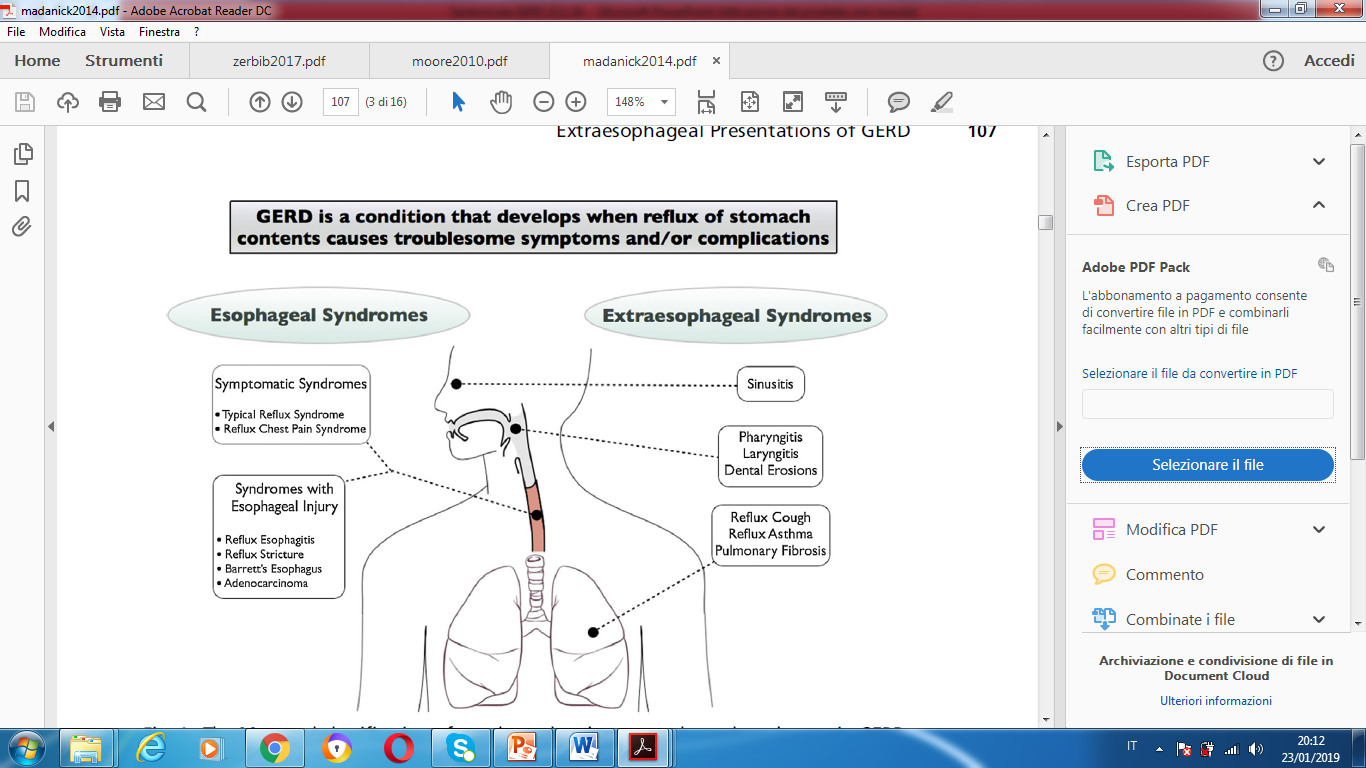 madanick2014.pdf - Adobe Acrobat Reader DC
File Modifica Vista Finestra ?
Home Strumenti zerbib2017.pdf moore2010.pdf madanick2014.pdf × ? Accedi
107 (3 di 16) 148%
Extraesophageal Presentations of GERD 107
GERD is a condition that develops when reflux of stomach
contents causes troublesome symptoms and/or complications
Esophageal Syndromes
Extraesophageal Syndromes
Symptomatic Syndromes
• Typical Reflux Syndrome
• Reflux Chest Pain Syndrome
Syndromes with
Esophageal Injury
• Reflux Esophagitis
• Reflux Stricture
• Barrett's Esophagus
• Adenocarcinoma
Sinusitis
Pharyngitis
Laryngitis
Dental Erosions
Reflux Cough
Reflux Asthma
Pulmonary Fibrosis
Esporta PDF
Crea PDF
Adobe PDF Pack
L'abbonamento a pagamento consente
di convertire file in PDF e combinarli
facilmente con altri tipi di file
Selezionare il file da convertire in PDF
Selezionare il file
Modifica PDF
Commento
Combinate i file
Archiviazione e condivisione di file in
Document Cloud
Ulteriori informazioni
IT
20:12
23/01/2019